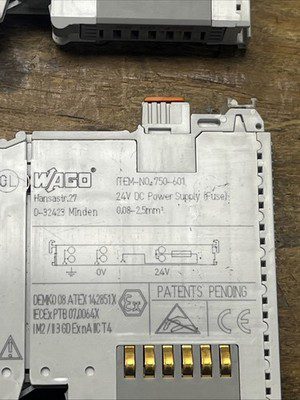 GL
WAGO
Hansastr.27
D-32423 Minden
ITEM-NO.:750-601
24V DC Power Supply (Fuse)
0,08-2,5mm²
0V
24V
DEMKO 08 ATEX 142851X
IECEx PTB 07.0064X
I M2 / II 3 GD Ex nA IIC T4
Ex
PATENTS PENDING